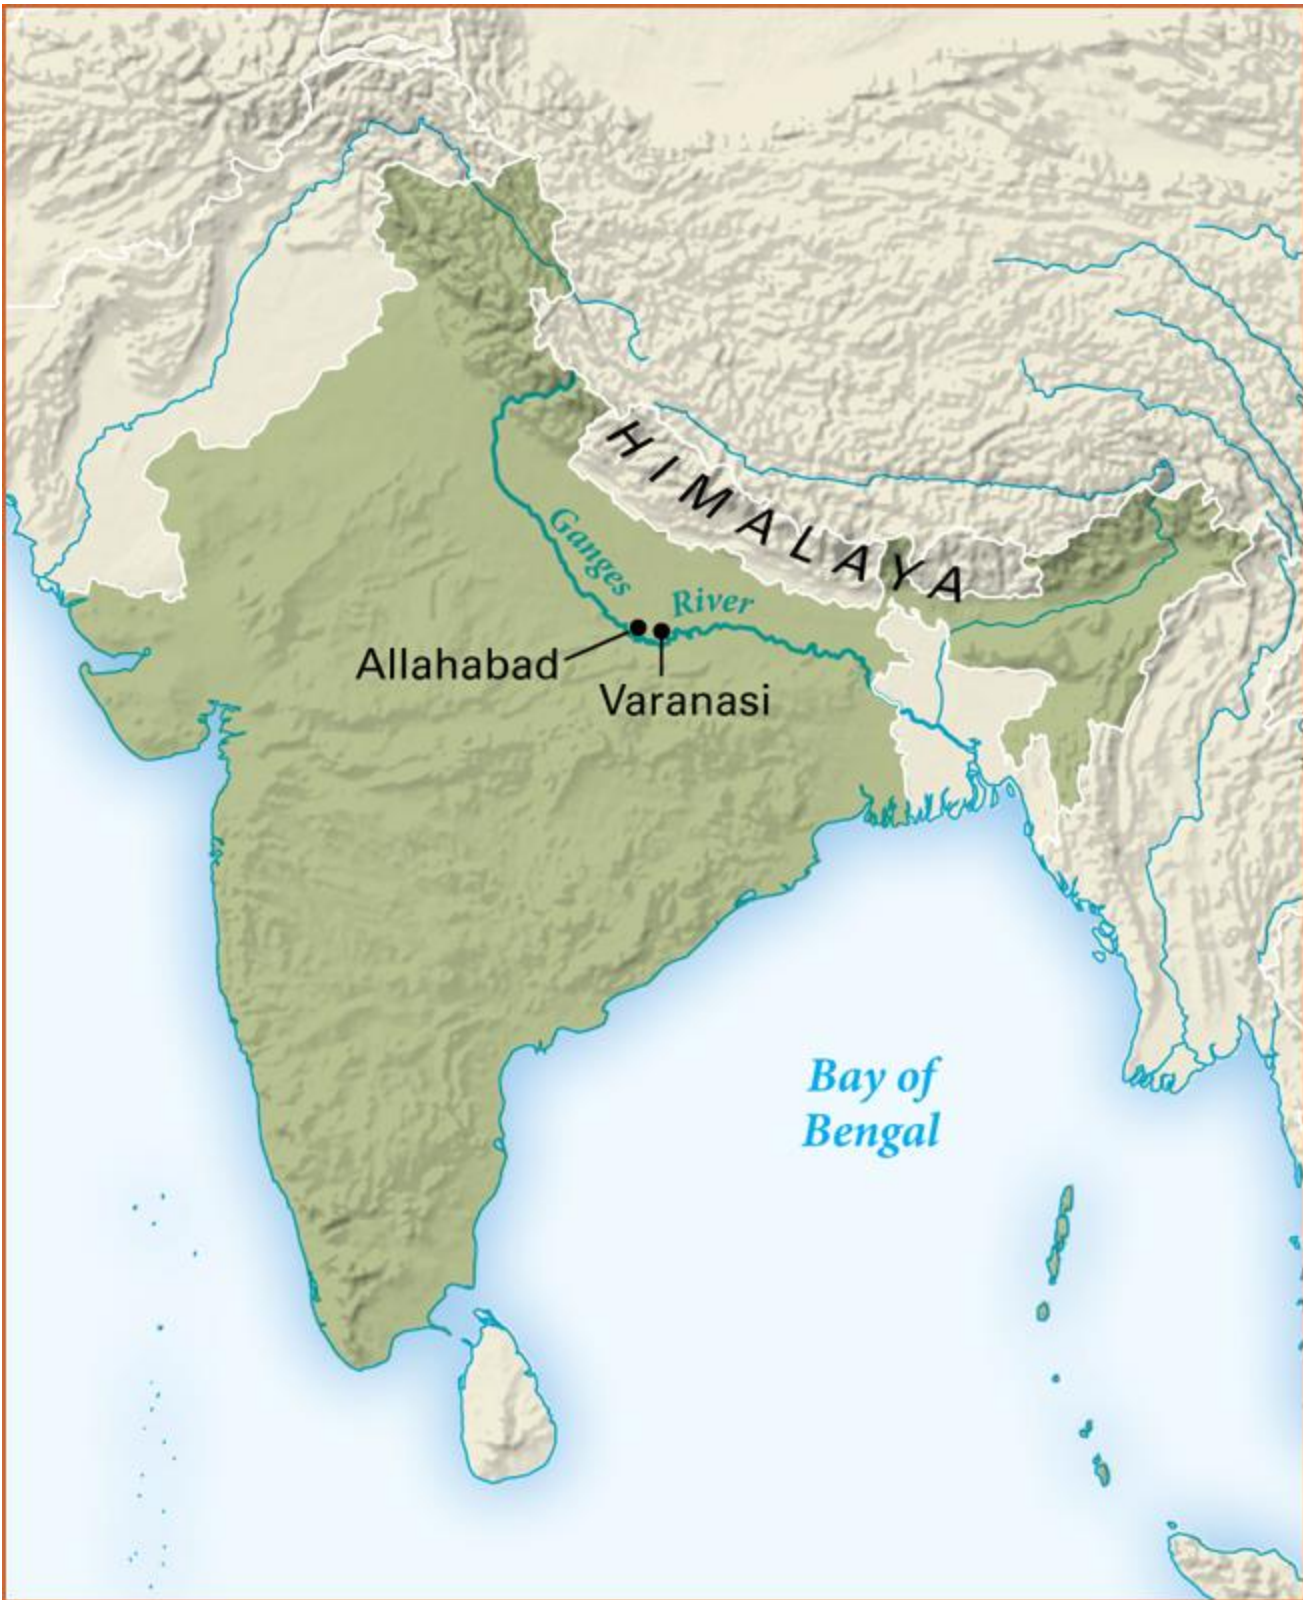 HIMALAYA
Ganges
River
Allahabad
Varanasi
Bay of
Bengal